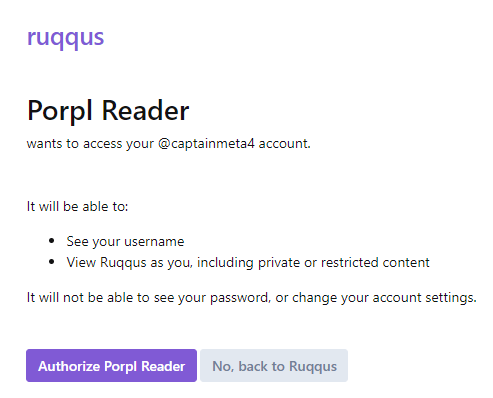 ruqqus
Porpl Reader
wants to access your @captainmeta4 account.
It will be able to:
See your username
View Ruqqus as you, including private or restricted content
It will not be able to see your password, or change your account settings.
Authorize Porpl Reader
No, back to Ruqqus